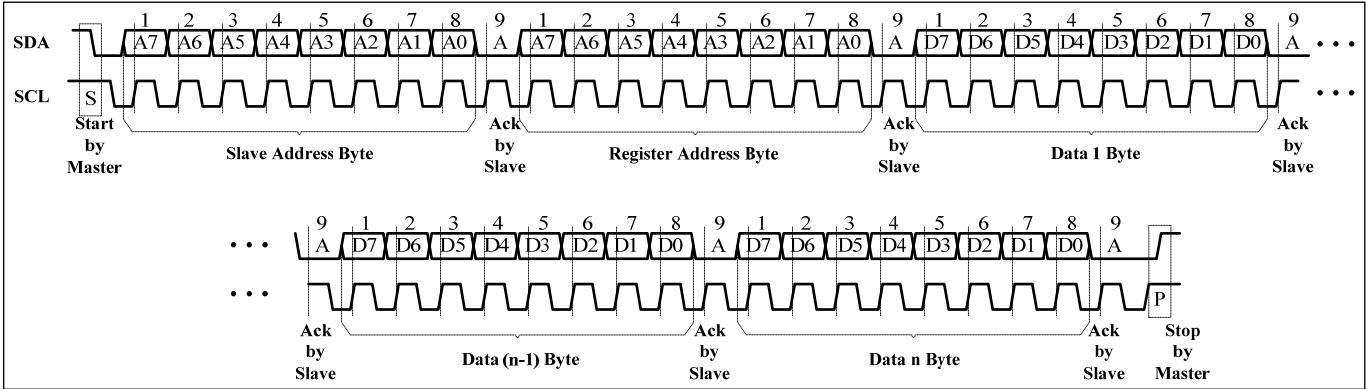 1 2 3 4 5 6 7 8 9 1 2 3 4 5 6 7 8 9 1 2 3 4 5 6 7 8 9
SDA A7 A6 A5 A4 A3 A2 A1 A0 A A7 A6 A5 A4 A3 A2 A1 A0 A D7 D6 D5 D4 D3 D2 D1 D0 A • • •
SCL S • • •
Start by Master
Slave Address Byte
Ack by Slave
Register Address Byte
Ack by Slave
Data 1 Byte
Ack by Slave
9 1 2 3 4 5 6 7 8 9 1 2 3 4 5 6 7 8 9
• • • A D7 D6 D5 D4 D3 D2 D1 D0 A D7 D6 D5 D4 D3 D2 D1 D0 A
• • • P
Ack by Slave
Data (n-1) Byte
Ack by Slave
Data n Byte
Ack by Slave
Stop by Master